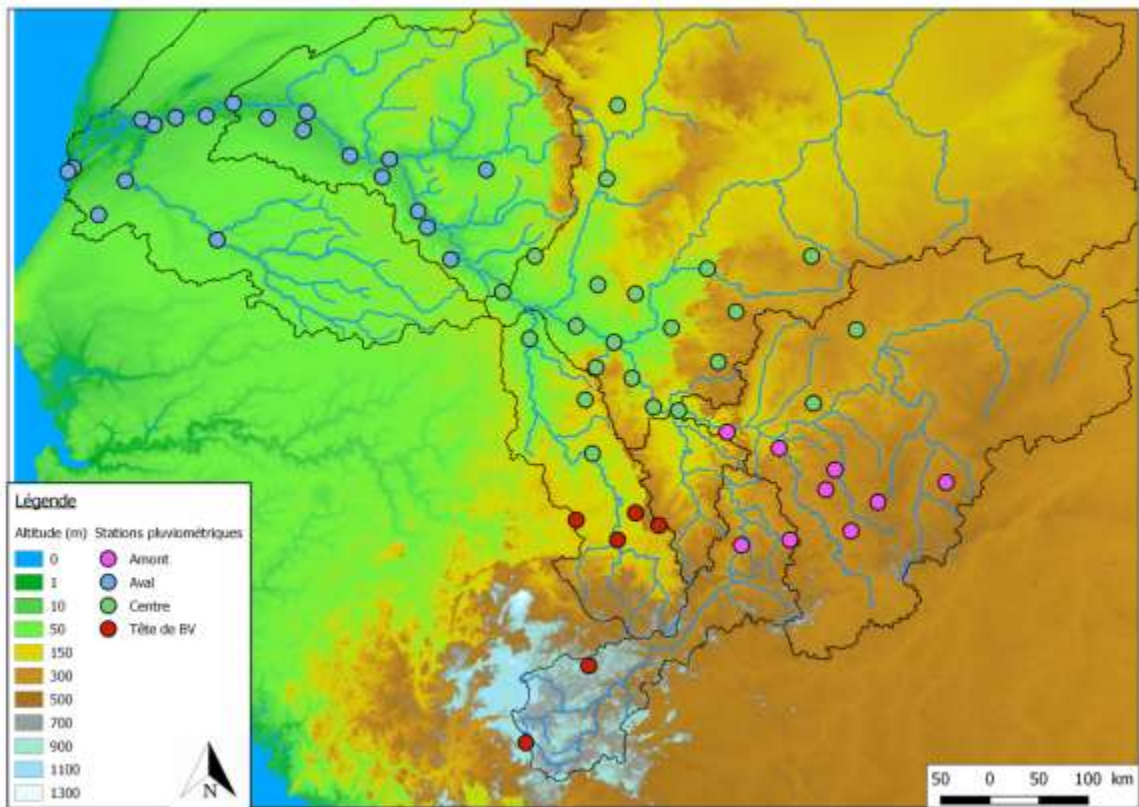 Légende
Altitude (m) Stations pluviométriques
0 Amont
1 Aval
10 Centre
50 Tête de BV
150
300
500
700
900
1100
1300
N
50 0 50 100 km